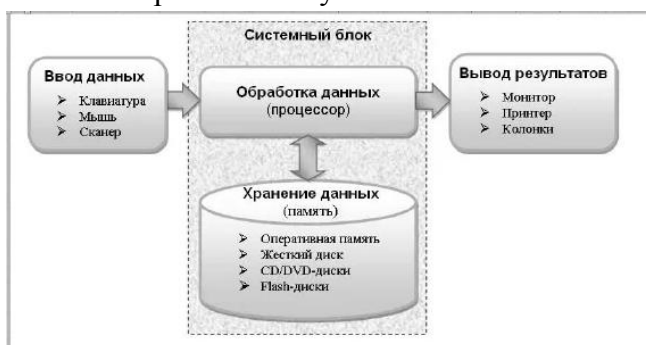 Системный блок
Ввод данных
➢ Клавиатура
➢ Мышь
➢ Сканер
Обработка данных
(процессор)
Вывод результатов
➢ Монитор
➢ Принтер
➢ Колонки
Хранение данных
(память)
➢ Оперативная память
➢ Жесткий диск
➢ CD/DVD-диски
➢ Flash-диски